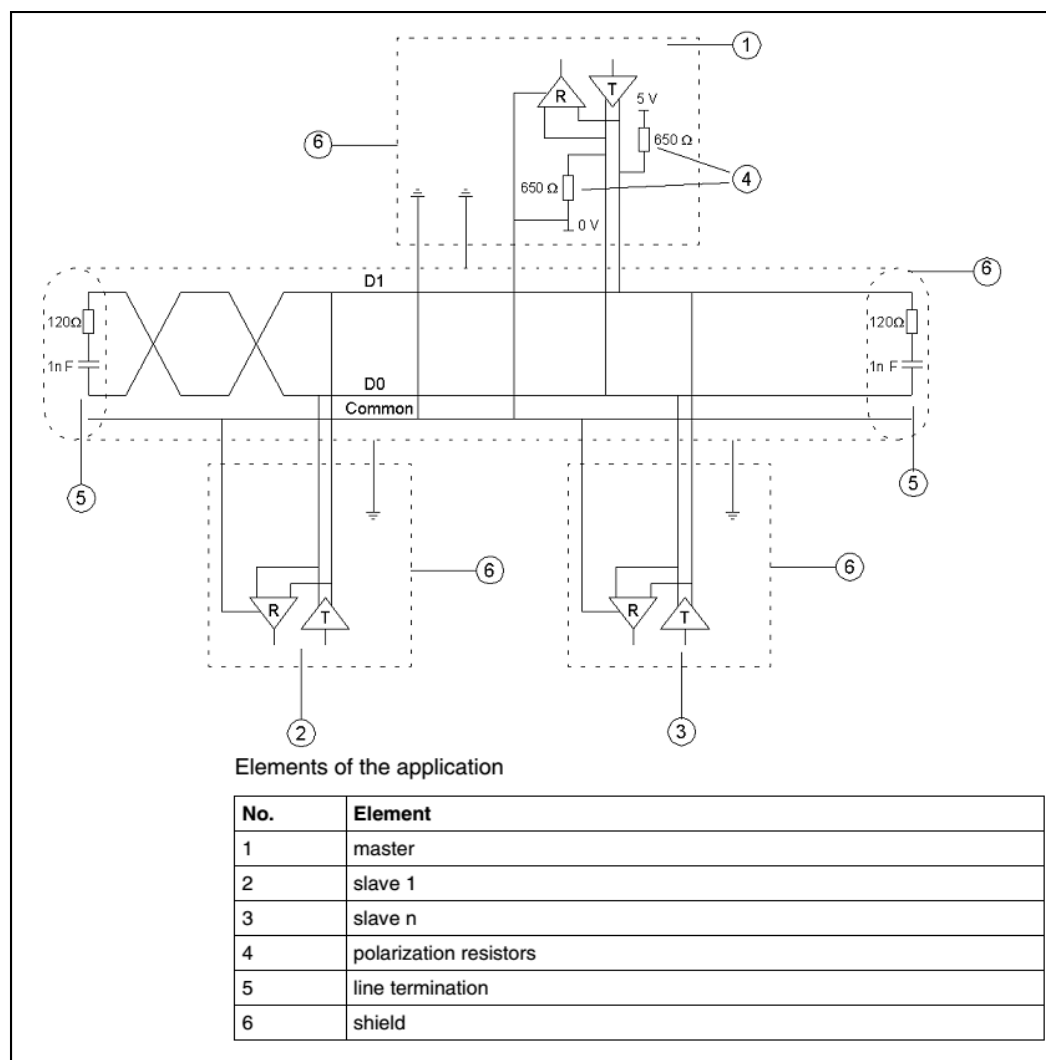 1
R
T
5 V
6
650 Ω
4
650 Ω
0 V
D1
6
120Ω
120Ω
1n F
1n F
D0
Common
5
5
6
6
R
T
R
T
2
3
Elements of the application
No. Element
1 master
2 slave 1
3 slave n
4 polarization resistors
5 line termination
6 shield